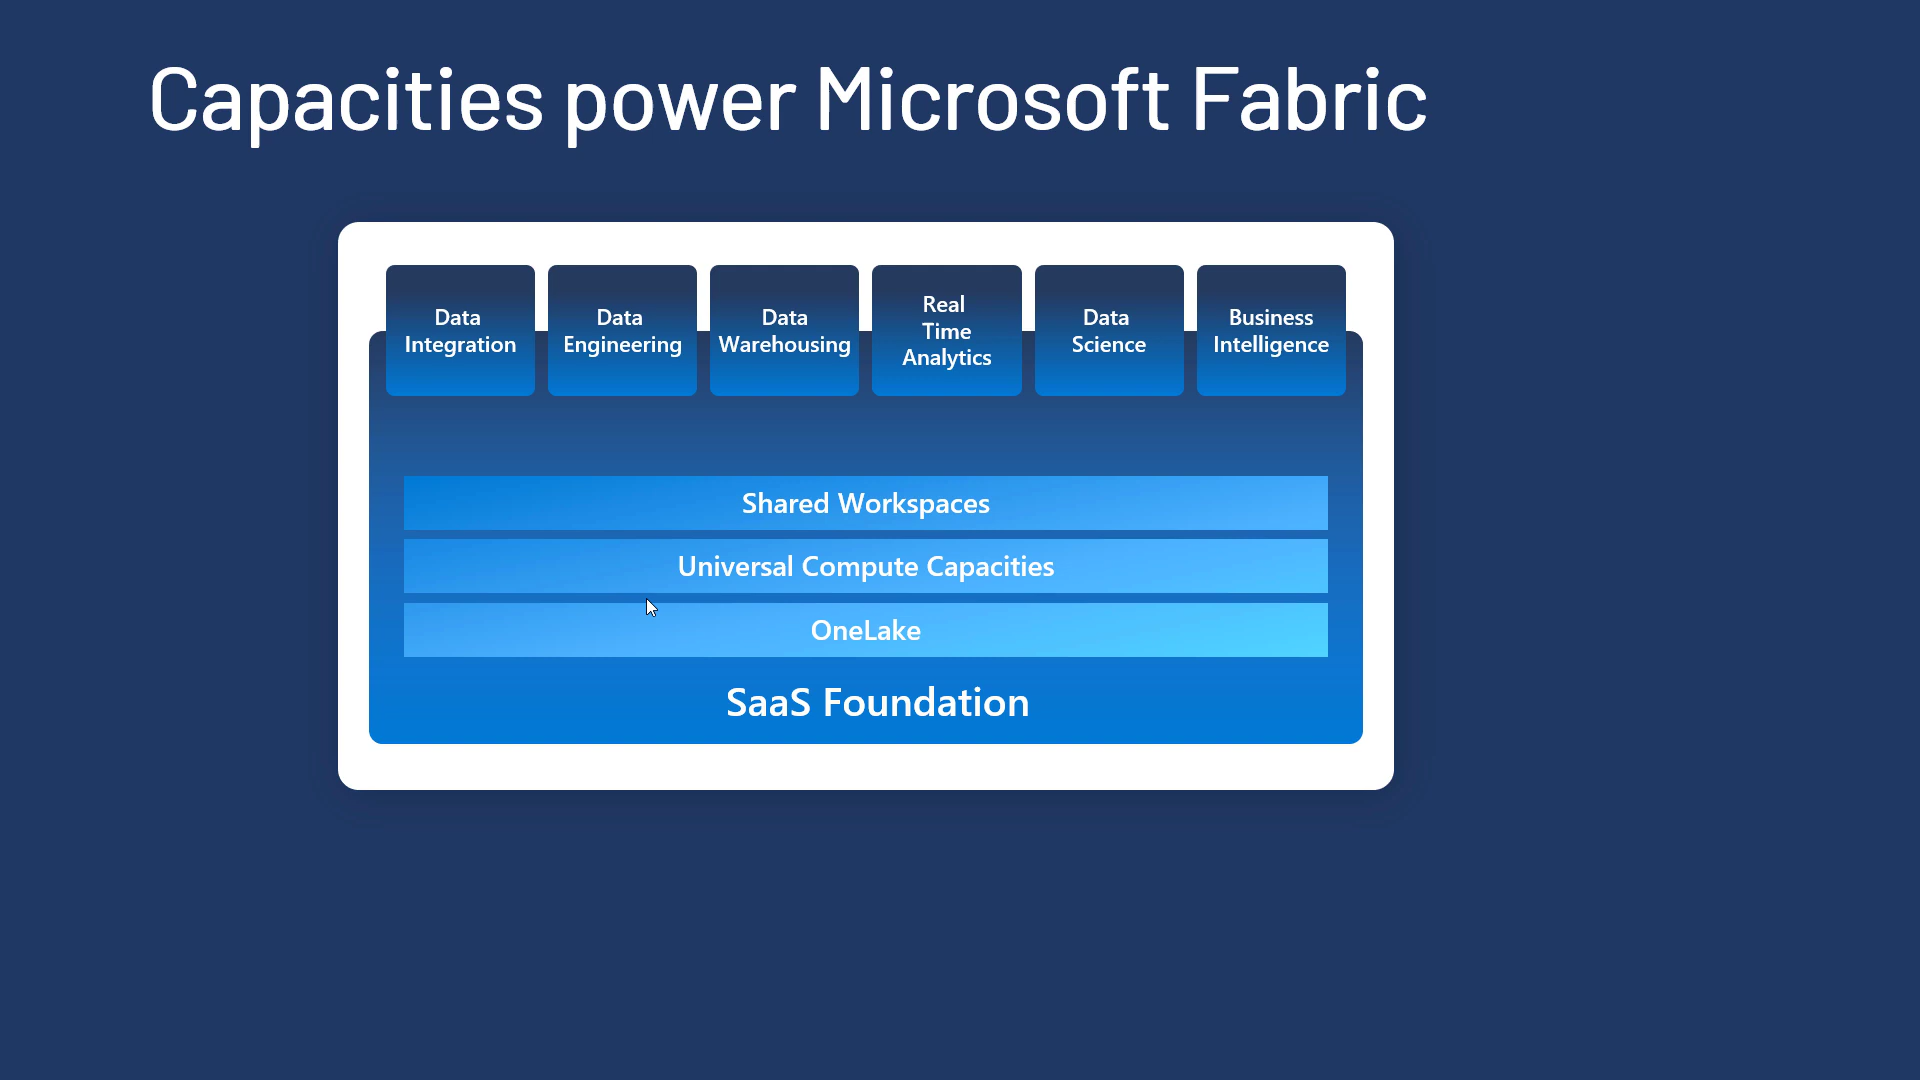 Capacities power Microsoft Fabric
Data
Integration
Data
Engineering
Data
Warehousing
Real
Time
Analytics
Data
Science
Business
Intelligence
Shared Workspaces
Universal Compute Capacities
OneLake
SaaS Foundation